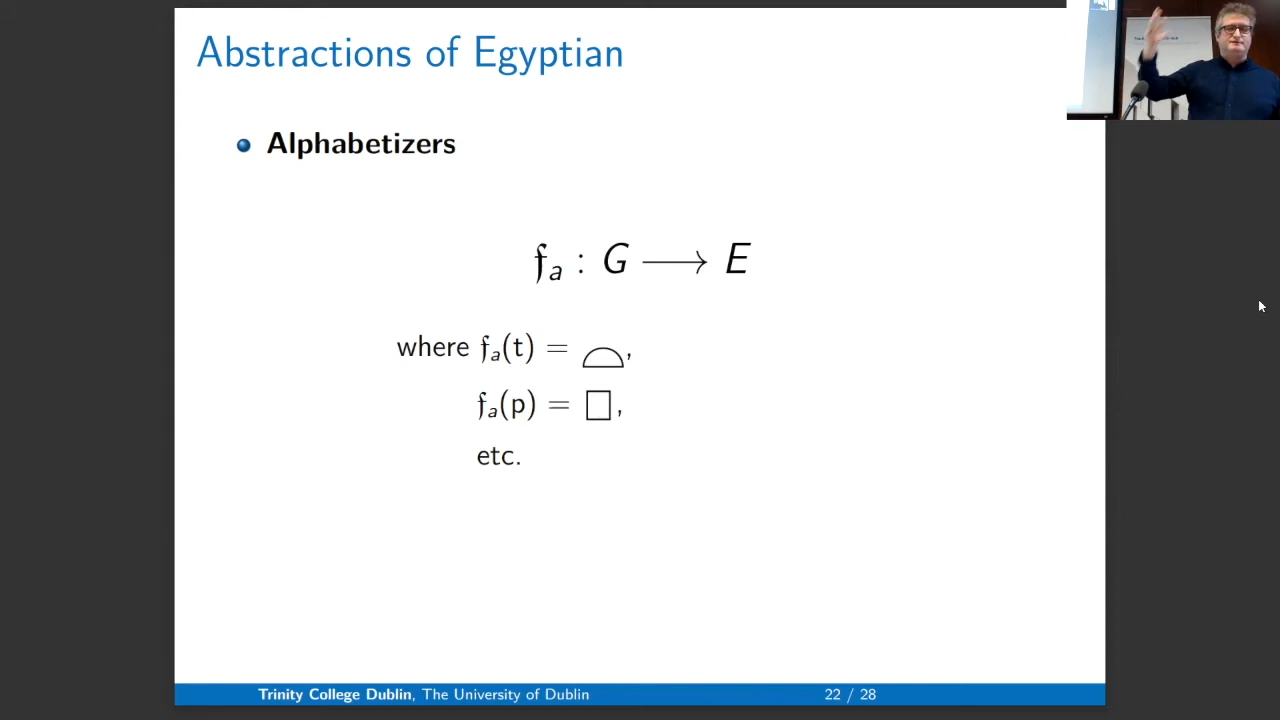 Abstractions of Egyptian
Alphabetizers
𝔣ₐ : G ⟶ E
where 𝔣ₐ(t) = 𓏏,
𝔣ₐ(p) = 𓊪,
etc.
Trinity College Dublin, The University of Dublin 22 / 28